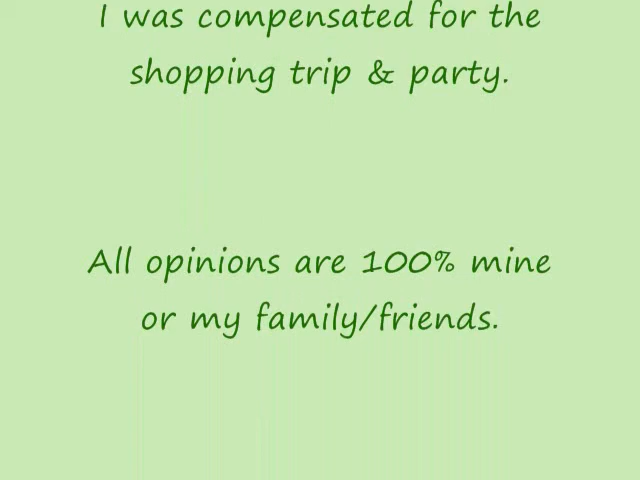 I was compensated for the
shopping trip & party.
All opinions are 100% mine
or my family/friends.